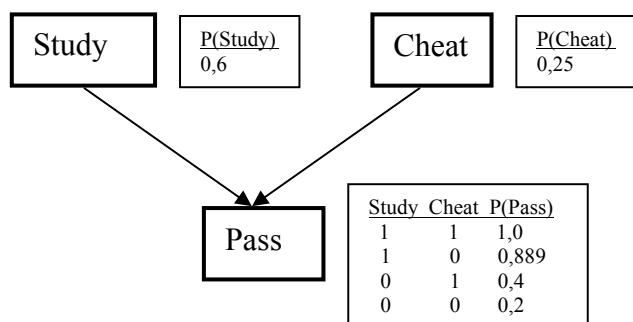 Study
P(Study)
0,6
Cheat
P(Cheat)
0,25
Pass
Study Cheat P(Pass)
1 1 1,0
1 0 0,889
0 1 0,4
0 0 0,2